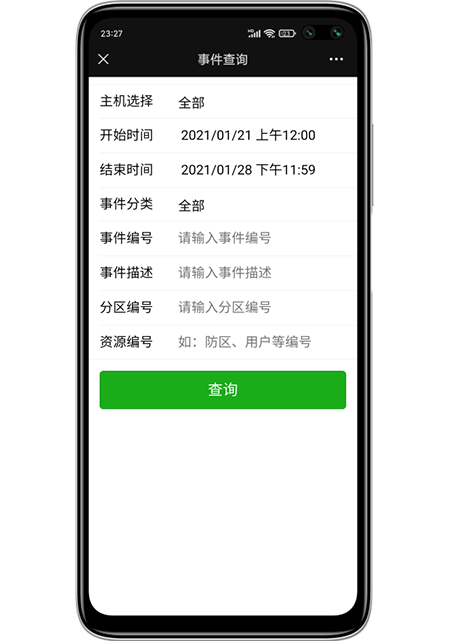 23:27
事件查询
主机选择 全部
开始时间 2021/01/21 上午12:00
结束时间 2021/01/28 下午11:59
事件分类 全部
事件编号 请输入事件编号
事件描述 请输入事件描述
分区编号 请输入分区编号
资源编号 如：防区、用户等编号
查询